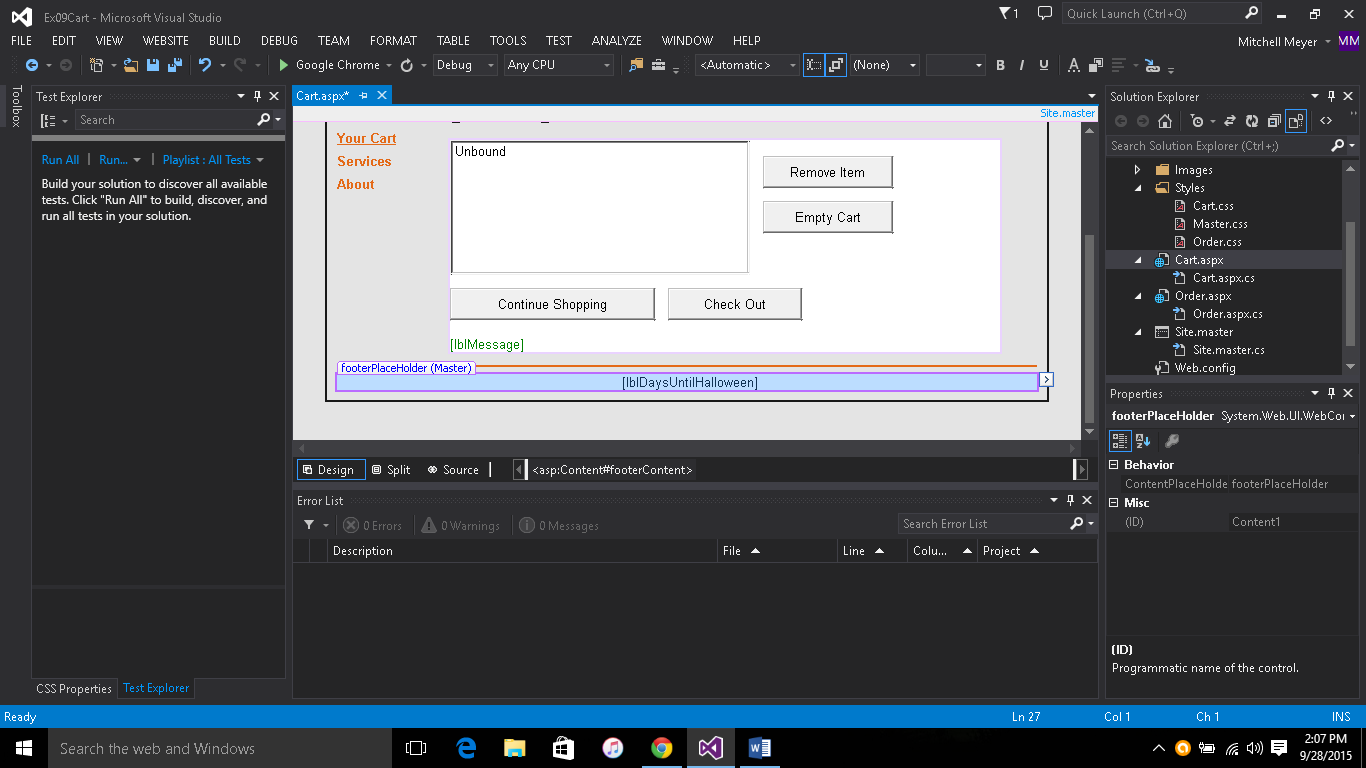 Ex09Cart - Microsoft Visual Studio
1
Quick Launch (Ctrl+Q)
FILE EDIT VIEW WEBSITE BUILD DEBUG TEAM FORMAT TABLE TOOLS TEST ANALYZE WINDOW HELP
Mitchell Meyer MM
Google Chrome Debug Any CPU <Automatic> (None) B I U A
Toolbox
Test Explorer
Search
Run All Run... Playlist : All Tests
Build your solution to discover all available
tests. Click "Run All" to build, discover, and
run all tests in your solution.
CSS Properties Test Explorer
Cart.aspx*
Site.master
Your Cart
Services
About
Unbound
Remove Item
Empty Cart
Continue Shopping Check Out
[lblMessage]
footerPlaceHolder (Master)
[lblDaysUntilHalloween]
Design Split Source <asp:Content#footerContent>
Error List
0 Errors 0 Warnings 0 Messages Search Error List
Description File Line Colu... Project
Solution Explorer
Search Solution Explorer (Ctrl+;)
Images
Styles
Cart.css
Master.css
Order.css
Cart.aspx
Cart.aspx.cs
Order.aspx
Order.aspx.cs
Site.master
Site.master.cs
Web.config
Properties
footerPlaceHolder System.Web.UI.WebCor
Behavior
ContentPlaceHolde footerPlaceHolder
Misc
(ID) Content1
(ID)
Programmatic name of the control.
Ready Ln 27 Col 1 Ch 1 INS
Search the web and Windows
2:07 PM
9/28/2015